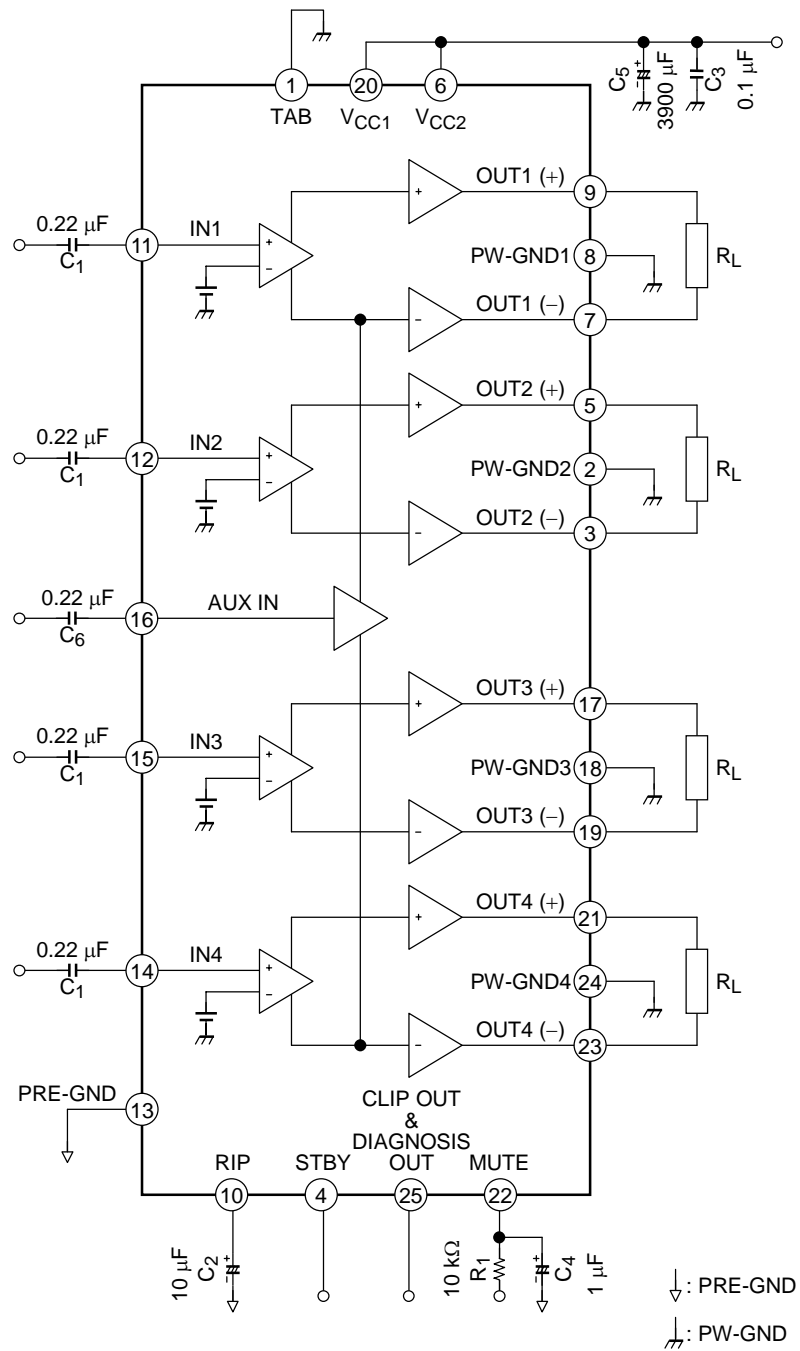 1
TAB
20
VCC1
6
VCC2
C5
3900 μF
C3
0.1 μF
+
-
0.22 μF
C1
11
IN1
+
−
+
OUT1 (+)
9
PW-GND1
8
RL
−
OUT1 (−)
7
0.22 μF
C1
12
IN2
+
−
+
OUT2 (+)
5
PW-GND2
2
RL
−
OUT2 (−)
3
0.22 μF
C6
16
AUX IN
0.22 μF
C1
15
IN3
+
−
+
OUT3 (+)
17
PW-GND3
18
RL
−
OUT3 (−)
19
0.22 μF
C1
14
IN4
+
−
+
OUT4 (+)
21
PW-GND4
24
RL
−
OUT4 (−)
23
PRE-GND
13
CLIP OUT
&
DIAGNOSIS
RIP
STBY
OUT
MUTE
10
4
25
22
10 μF
C2
+
-
10 kΩ
R1
+
-
C4
1 μF
: PRE-GND
: PW-GND